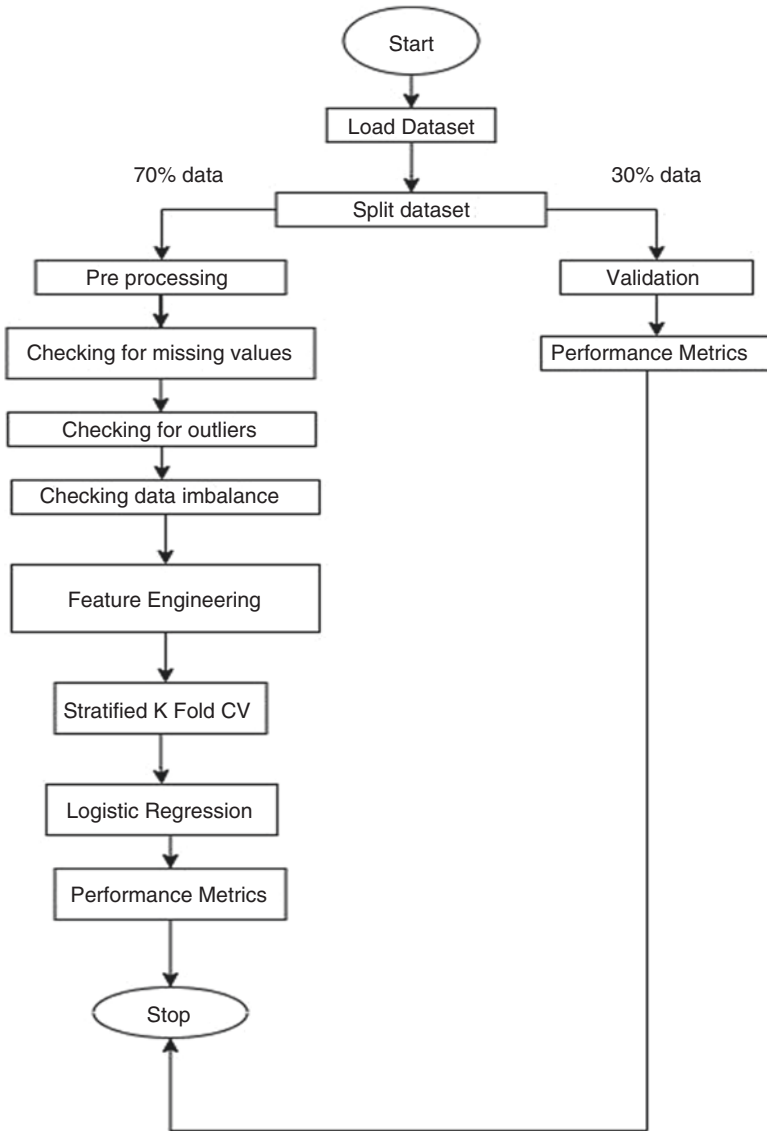 Start
Load Dataset
70% data
30% data
Split dataset
Pre processing
Validation
Checking for missing values
Performance Metrics
Checking for outliers
Checking data imbalance
Feature Engineering
Stratified K Fold CV
Logistic Regression
Performance Metrics
Stop